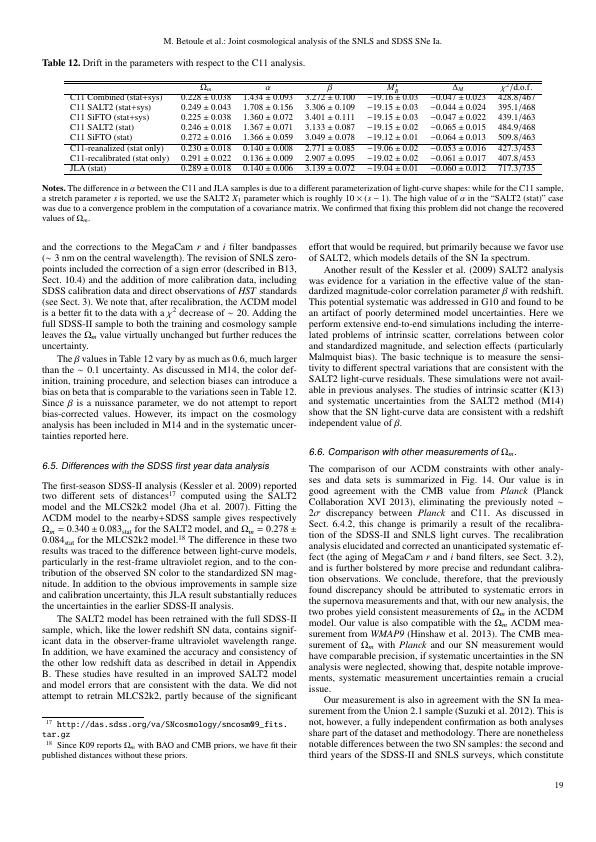 M. Betoule et al.: Joint cosmological analysis of the SNLS and SDSS SNe Ia.
Table 12. Drift in the parameters with respect to the C11 analysis.
Ωm α β M1B ΔM χ²/d.o.f.
C11 Combined (stat+sys) 0.228 ± 0.038 1.434 ± 0.093 3.272 ± 0.100 −19.16 ± 0.03 −0.047 ± 0.023 428.8/467
C11 SALT2 (stat+sys) 0.249 ± 0.043 1.708 ± 0.156 3.306 ± 0.109 −19.15 ± 0.03 −0.044 ± 0.024 395.1/468
C11 SiFTO (stat+sys) 0.225 ± 0.038 1.360 ± 0.072 3.401 ± 0.111 −19.15 ± 0.03 −0.047 ± 0.022 439.1/463
C11 SALT2 (stat) 0.246 ± 0.018 1.367 ± 0.071 3.133 ± 0.087 −19.15 ± 0.02 −0.065 ± 0.015 484.9/468
C11 SiFTO (stat) 0.272 ± 0.016 1.366 ± 0.059 3.049 ± 0.078 −19.12 ± 0.01 −0.064 ± 0.013 509.8/463
C11-reanalized (stat only) 0.230 ± 0.018 0.140 ± 0.008 2.771 ± 0.085 −19.06 ± 0.02 −0.053 ± 0.016 427.3/453
C11-recalibrated (stat only) 0.291 ± 0.022 0.136 ± 0.009 2.907 ± 0.095 −19.02 ± 0.02 −0.061 ± 0.017 407.8/453
JLA (stat) 0.289 ± 0.018 0.140 ± 0.006 3.139 ± 0.072 −19.04 ± 0.01 −0.060 ± 0.012 717.3/735
Notes. The difference in α between the C11 and JLA samples is due to a different parameterization of light-curve shapes: while for the C11 sample,
a stretch parameter s is reported, we use the SALT2 X1 parameter which is roughly 10 × (s − 1). The high value of α in the “SALT2 (stat)” case
was due to a convergence problem in the computation of a covariance matrix. We confirmed that fixing this problem did not change the recovered
values of Ωm.
and the corrections to the MegaCam r and i filter bandpasses
(∼ 3 nm on the central wavelength). The revision of SNLS zero-
points included the correction of a sign error (described in B13,
Sect. 10.4) and the addition of more calibration data, including
SDSS calibration data and direct observations of HST standards
(see Sect. 3). We note that, after recalibration, the ΛCDM model
is a better fit to the data with a χ² decrease of ∼ 20. Adding the
full SDSS-II sample to both the training and cosmology sample
leaves the Ωm value virtually unchanged but further reduces the
uncertainty.
The β values in Table 12 vary by as much as 0.6, much larger
than the ∼ 0.1 uncertainty. As discussed in M14, the color def-
inition, training procedure, and selection biases can introduce a
bias on beta that is comparable to the variations seen in Table 12.
Since β is a nuissance parameter, we do not attempt to report
bias-corrected values. However, its impact on the cosmology
analysis has been included in M14 and in the systematic uncer-
tainties reported here.
6.5. Differences with the SDSS first year data analysis
The first-season SDSS-II analysis (Kessler et al. 2009) reported
two different sets of distances17 computed using the SALT2
model and the MLCS2k2 model (Jha et al. 2007). Fitting the
ΛCDM model to the nearby+SDSS sample gives respectively
Ωm = 0.340 ± 0.083stat for the SALT2 model, and Ωm = 0.278 ±
0.084stat for the MLCS2k2 model.18 The difference in these two
results was traced to the difference between light-curve models,
particularly in the rest-frame ultraviolet region, and to the con-
tribution of the observed SN color to the standardized SN mag-
nitude. In addition to the obvious improvements in sample size
and calibration uncertainty, this JLA result substantially reduces
the uncertainties in the earlier SDSS-II analysis.
The SALT2 model has been retrained with the full SDSS-II
sample, which, like the lower redshift SN data, contains signif-
icant data in the observer-frame ultraviolet wavelength range.
In addition, we have examined the accuracy and consistency of
the other low redshift data as described in detail in Appendix
B. These studies have resulted in an improved SALT2 model
and model errors that are consistent with the data. We did not
attempt to retrain MLCS2k2, partly because of the significant
17 http://das.sdss.org/va/SNcosmology/sncosm09_fits.
tar.gz
18 Since K09 reports Ωm with BAO and CMB priors, we have fit their
published distances without these priors.
effort that would be required, but primarily because we favor use
of SALT2, which models details of the SN Ia spectrum.
Another result of the Kessler et al. (2009) SALT2 analysis
was evidence for a variation in the effective value of the stan-
dardized magnitude-color correlation parameter β with redshift.
This potential systematic was addressed in G10 and found to be
an artifact of poorly determined model uncertainties. Here we
perform extensive end-to-end simulations including the interre-
lated problems of intrinsic scatter, correlations between color
and standardized magnitude, and selection effects (particularly
Malmquist bias). The basic technique is to measure the sensi-
tivity to different spectral variations that are consistent with the
SALT2 light-curve residuals. These simulations were not avail-
able in previous analyses. The studies of intrinsic scatter (K13)
and systematic uncertainties from the SALT2 method (M14)
show that the SN light-curve data are consistent with a redshift
independent value of β.
6.6. Comparison with other measurements of Ωm.
The comparison of our ΛCDM constraints with other analy-
ses and data sets is summarized in Fig. 14. Our value is in
good agreement with the CMB value from Planck (Planck
Collaboration XVI 2013), eliminating the previously noted ∼
2σ discrepancy between Planck and C11. As discussed in
Sect. 6.4.2, this change is primarily a result of the recalibra-
tion of the SDSS-II and SNLS light curves. The recalibration
analysis elucidated and corrected an unanticipated systematic ef-
fect (the aging of MegaCam r and i band filters, see Sect. 3.2),
and is further bolstered by more precise and redundant calibra-
tion observations. We conclude, therefore, that the previously
found discrepancy should be attributed to systematic errors in
the supernova measurements and that, with our new analysis, the
two probes yield consistent measurements of Ωm in the ΛCDM
model. Our value is also compatible with the Ωm ΛCDM mea-
surement from WMAP9 (Hinshaw et al. 2013). The CMB mea-
surement of Ωm with Planck and our SN measurement would
have comparable precision, if systematic uncertainties in the SN
analysis were neglected, showing that, despite notable improve-
ments, systematic measurement uncertainties remain a crucial
issue.
Our measurement is also in agreement with the SN Ia mea-
surement from the Union 2.1 sample (Suzuki et al. 2012). This is
not, however, a fully independent confirmation as both analyses
share part of the dataset and methodology. There are nonetheless
notable differences between the two SN samples: the second and
third years of the SDSS-II and SNLS surveys, which constitute
19